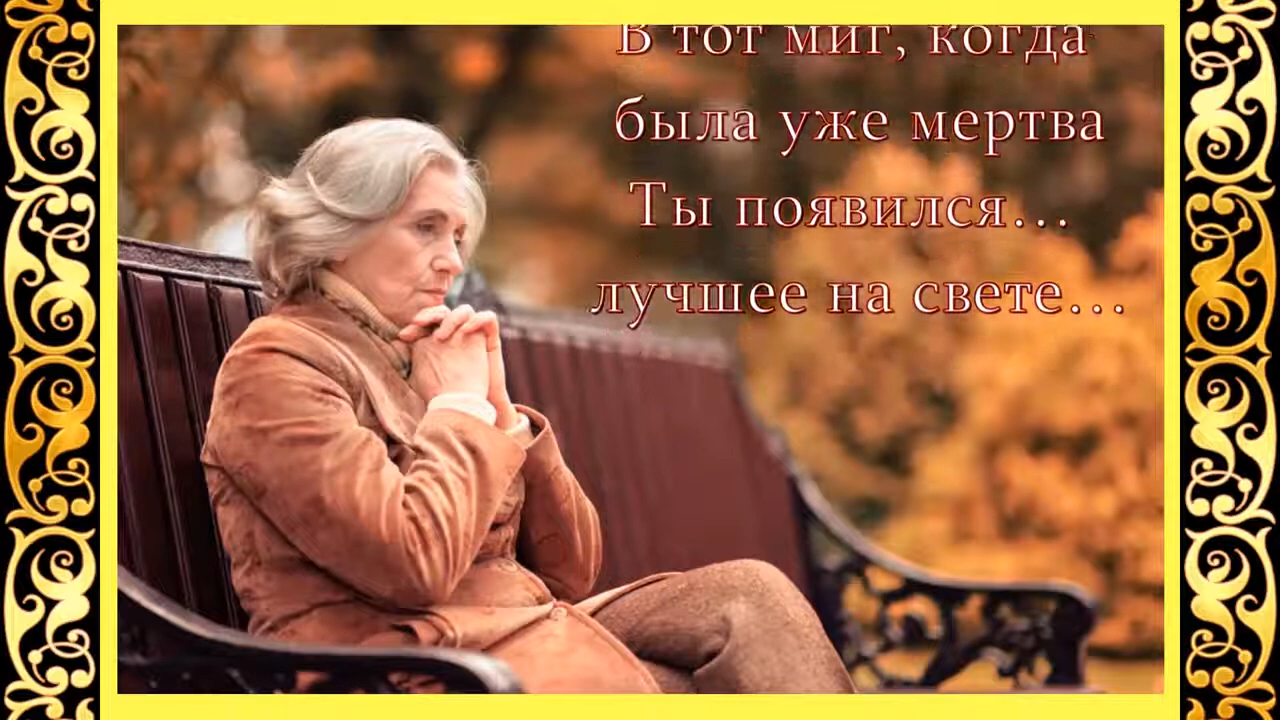 В тот миг, когда
была уже мертва
Ты появился...
лучшее на свете...